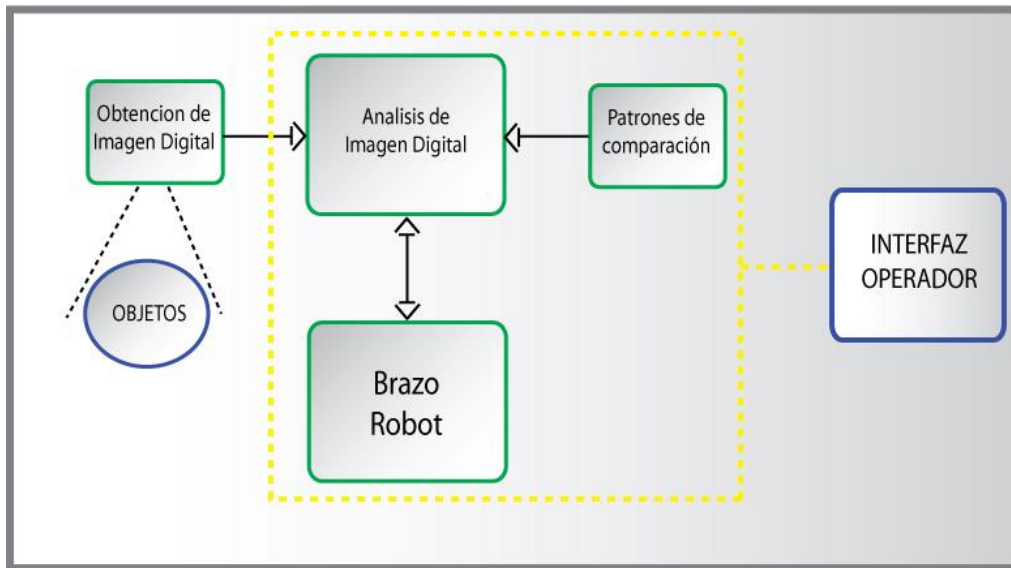 Obtencion de
Imagen Digital
Analisis de
Imagen Digital
Patrones de
comparación
OBJETOS
INTERFAZ
OPERADOR
Brazo
Robot